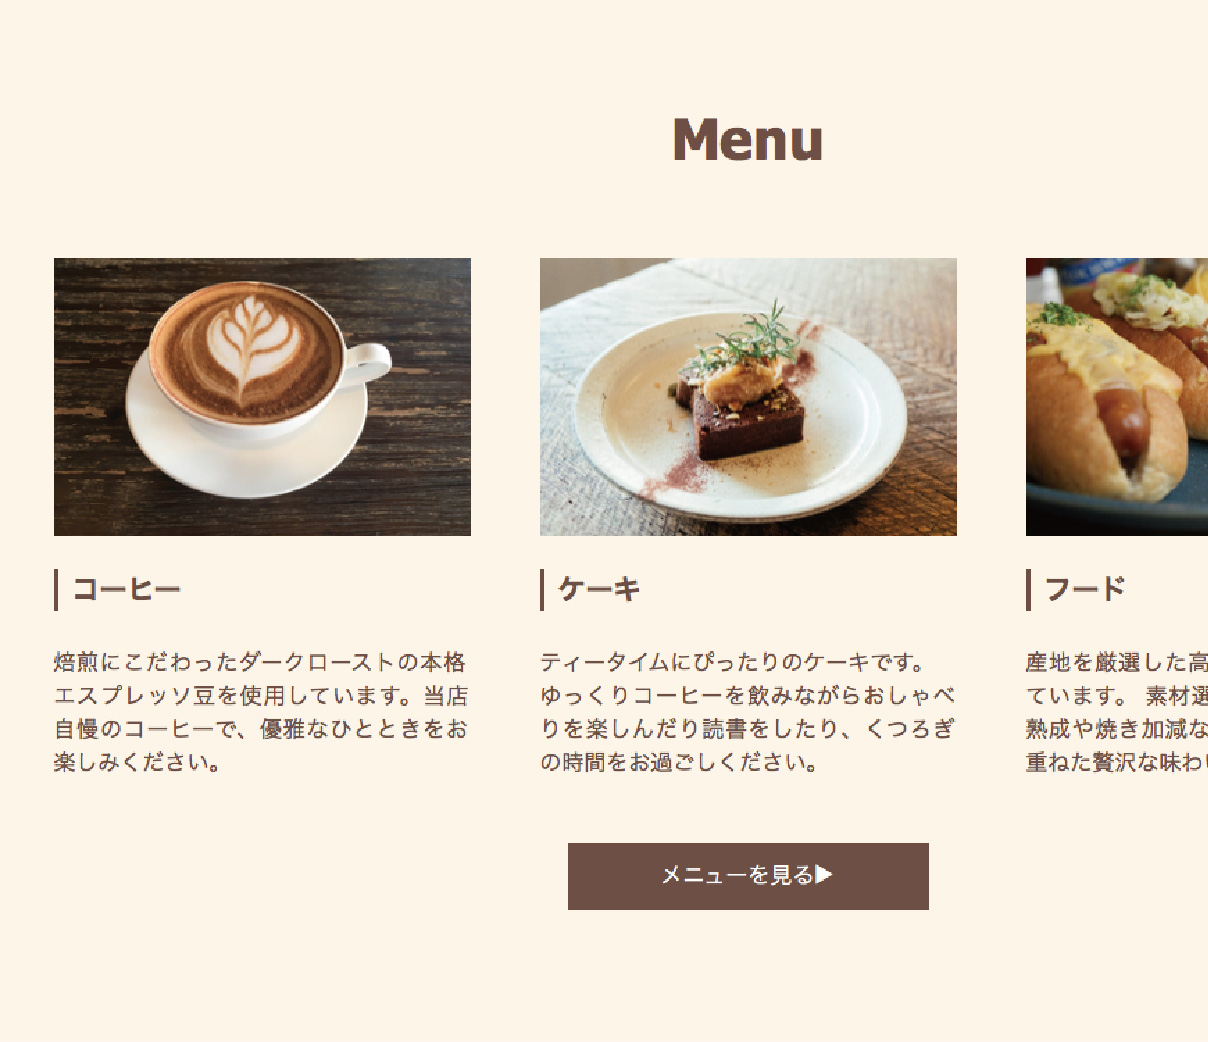 Menu
コーヒー
焙煎にこだわったダークローストの本格
エスプレッソ豆を使用しています。当店
自慢のコーヒーで、優雅なひとときをお
楽しみください。
ケーキ
ティータイムにぴったりのケーキです。
ゆっくりコーヒーを飲みながらおしゃべ
りを楽しんだり読書をしたり、くつろぎ
の時間をお過ごしください。
フード
産地を厳選した高
ています。 素材選
熟成や焼き加減な
重ねた贅沢な味わ
メニューを見る▶